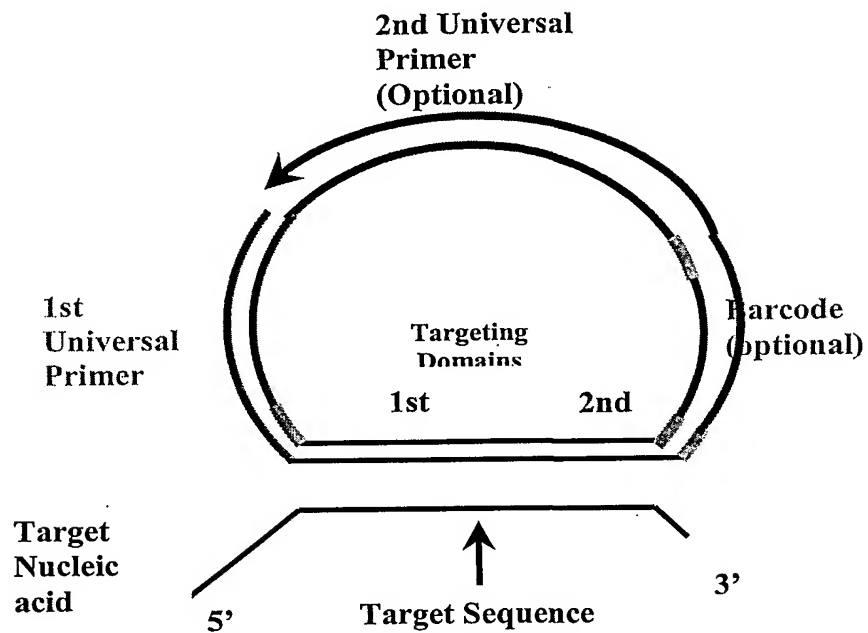 2nd Universal
Primer
(Optional)
1st
Universal
Primer
Targeting
Domains
1st
2nd
Barcode
(optional)
Target
Nucleic
acid
5'
Target Sequence
3'